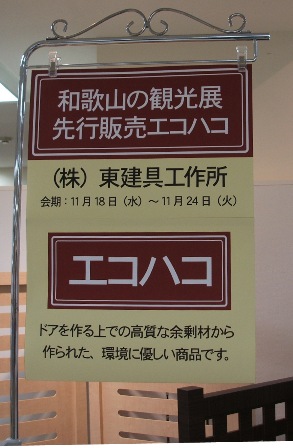 和歌山の観光展
先行販売エコハコ
（株）東建具工作所
会期：11月18日（水）～11月24日（火）
エコハコ
ドアを作る上での高質な余剰材から
作られた、環境に優しい商品です。